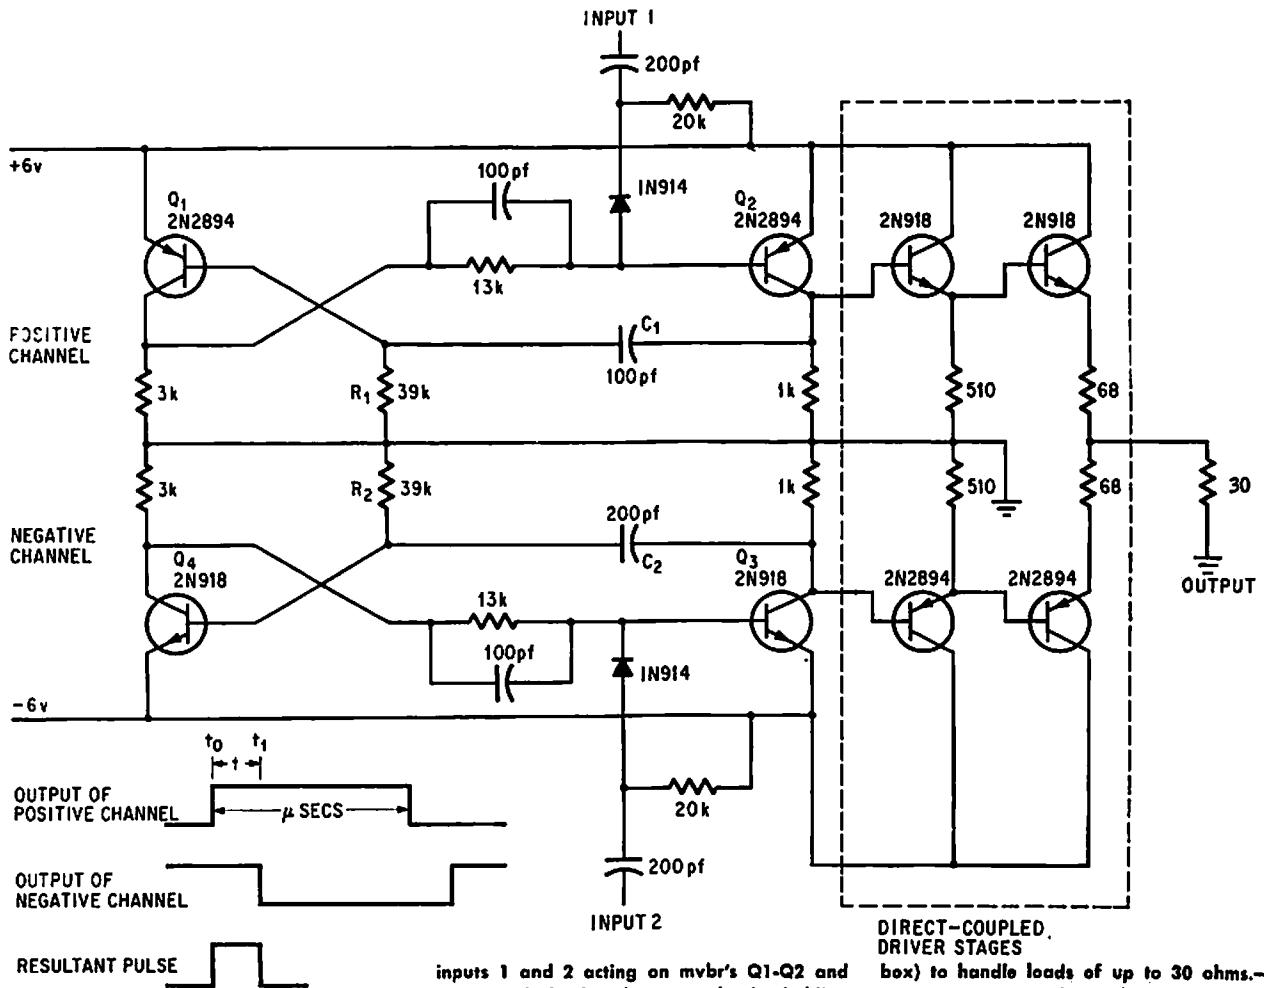 INPUT 1
200pf
20k
+6v
100pf
IN914
Q1
2N2894
Q2
2N2894
2N918
2N918
13k
POSITIVE
CHANNEL
C1
100pf
3k
R1 39k
1k
510
68
3k
R2 39k
1k
510
68
30
NEGATIVE
CHANNEL
200pf
C2
OUTPUT
Q4
2N918
Q3
2N918
2N2894
2N2894
13k
100pf
IN914
-6v
t0 t1
t
20k
OUTPUT OF
POSITIVE CHANNEL
μ SECS
200pf
OUTPUT OF
NEGATIVE CHANNEL
INPUT 2
DIRECT-COUPLED
DRIVER STAGES
RESULTANT PULSE
inputs 1 and 2 acting on mvbr's Q1-Q2 and
box) to handle loads of up to 30 ohms.—